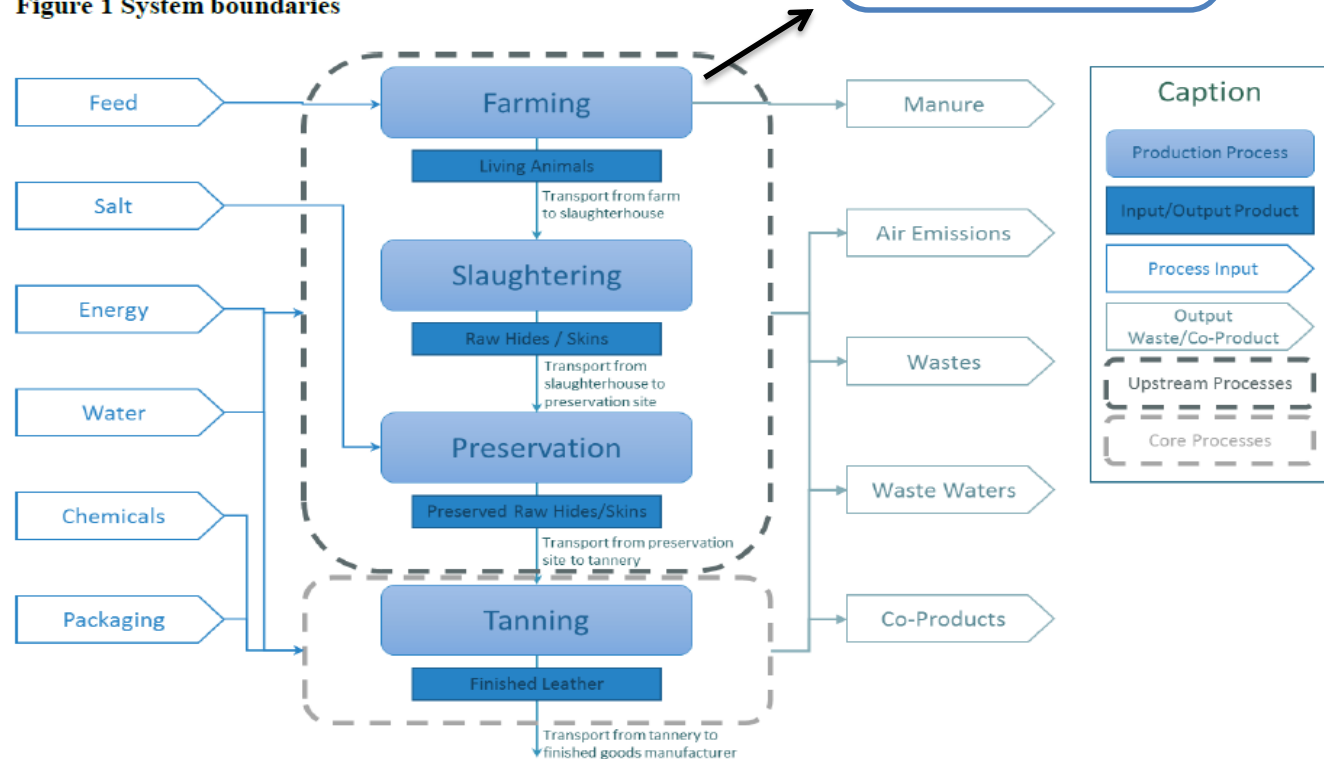 Figure 1 System boundaries
Feed
Salt
Energy
Water
Chemicals
Packaging
Farming
Living Animals
Transport from farm
to slaughterhouse
Slaughtering
Raw Hides / Skins
Transport from
slaughterhouse to
preservation site
Preservation
Preserved Raw Hides/Skins
Transport from preservation
site to tannery
Tanning
Finished Leather
Transport from tannery to
finished goods manufacturer
Manure
Air Emissions
Wastes
Waste Waters
Co-Products
Caption
Production Process
Input/Output Product
Process Input
Output
Waste/Co-Product
Upstream Processes
Core Processes